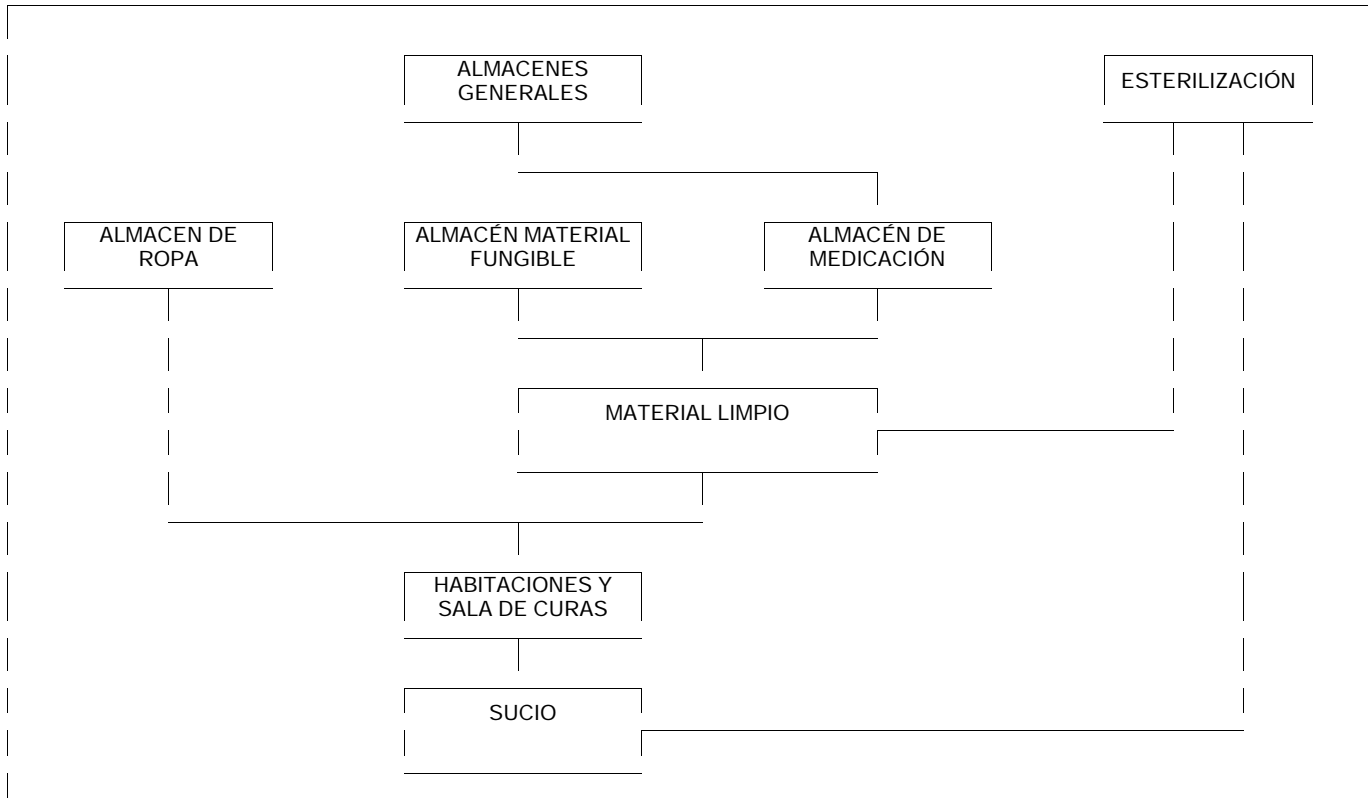 ALMACENES
GENERALES
ESTERILIZACIÓN
ALMACEN DE
ROPA
ALMACÉN MATERIAL
FUNGIBLE
ALMACÉN DE
MEDICACIÓN
MATERIAL LIMPIO
HABITACIONES Y
SALA DE CURAS
SUCIO